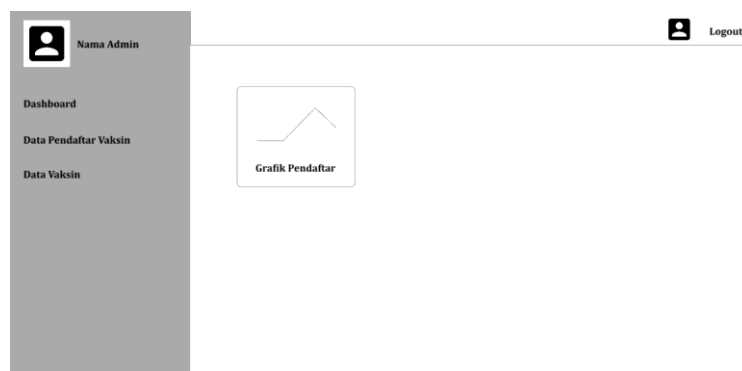 Nama Admin
Logout
Dashboard
Data Pendaftar Vaksin
Data Vaksin
Grafik Pendaftar